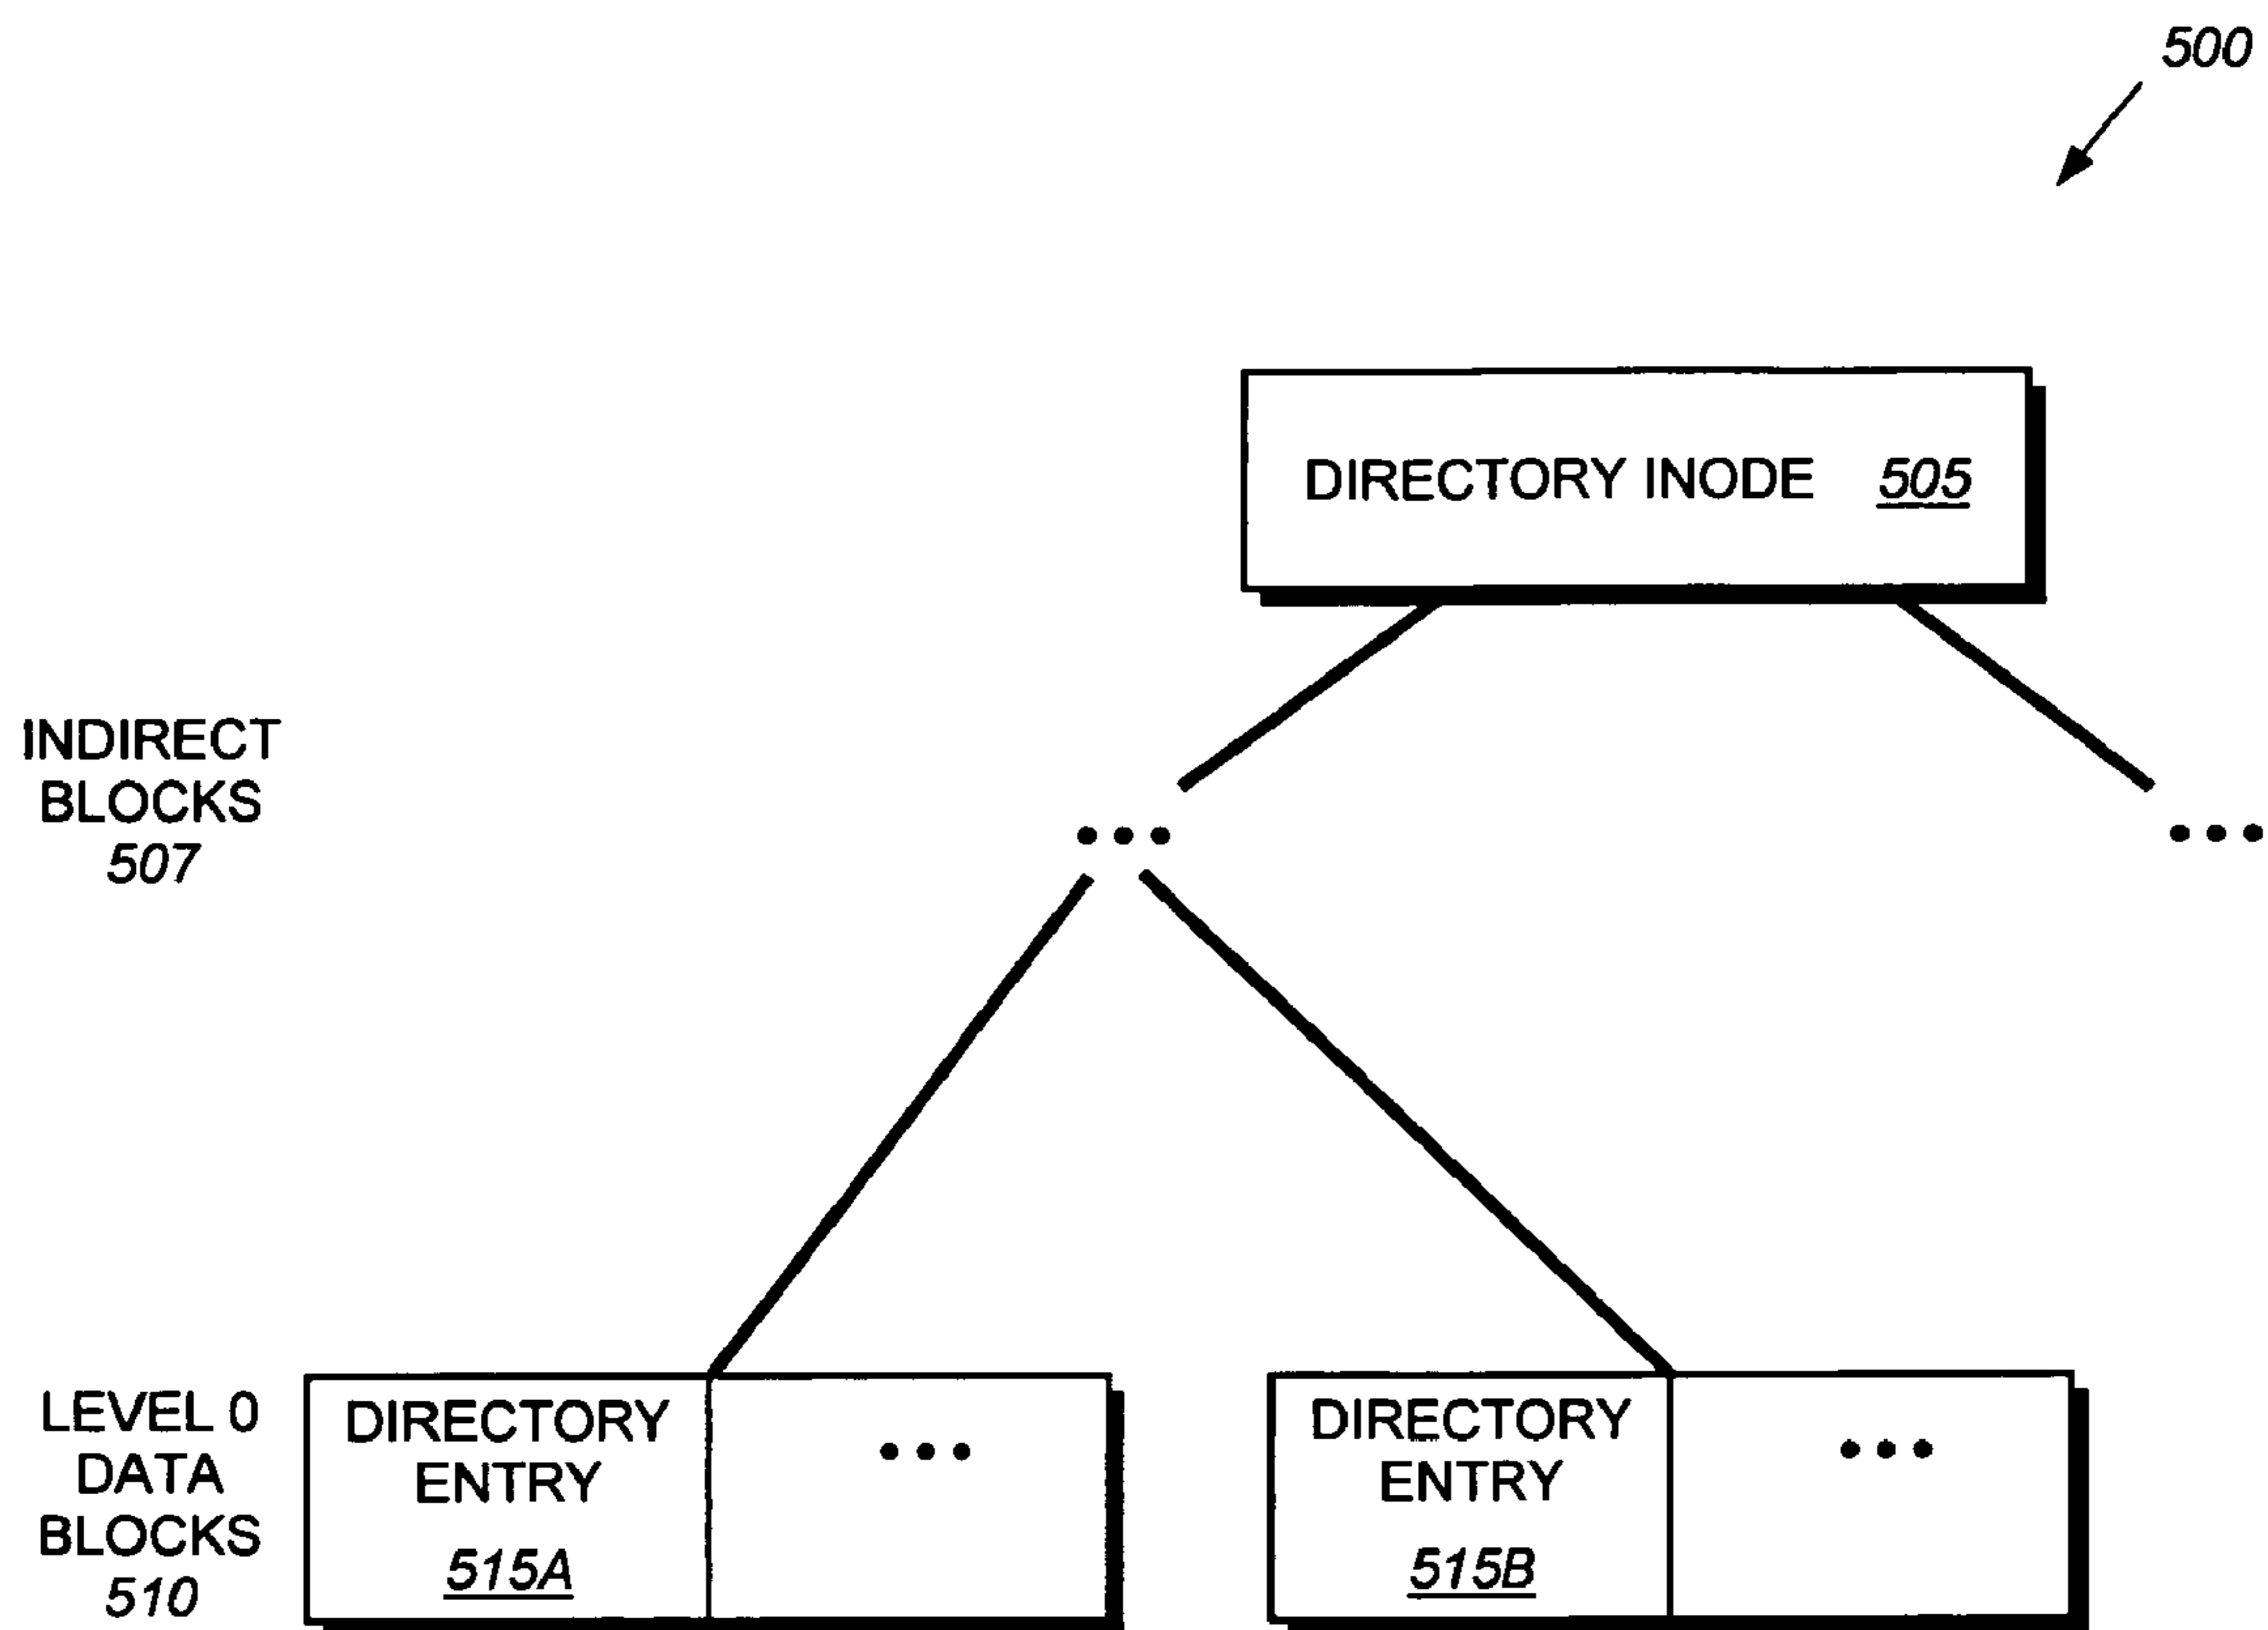 500
DIRECTORY INODE 505
INDIRECT
BLOCKS
507
LEVEL 0
DATA
BLOCKS
510
DIRECTORY
ENTRY
515A
DIRECTORY
ENTRY
515B